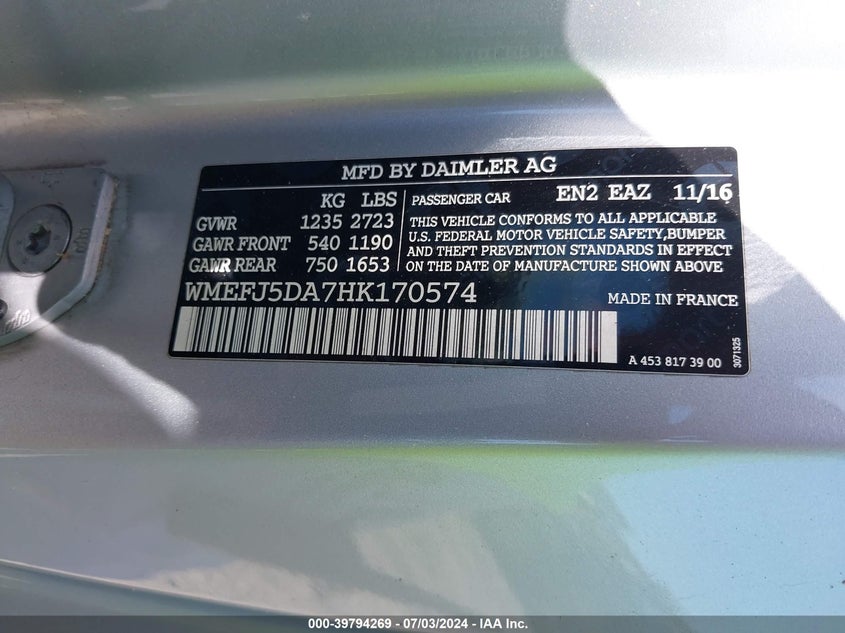 MFD BY DAIMLER AG
KG LBS
GVWR 1235 2723
GAWR FRONT 540 1190
GAWR REAR 750 1653
PASSENGER CAR EN2 EAZ 11/16
THIS VEHICLE CONFORMS TO ALL APPLICABLE
U.S. FEDERAL MOTOR VEHICLE SAFETY,BUMPER
AND THEFT PREVENTION STANDARDS IN EFFECT
ON THE DATE OF MANUFACTURE SHOWN ABOVE
WMEFJ5DA7HK170574 MADE IN FRANCE
A 453 817 39 00
3071325
000-39794269 - 07/03/2024 - IAA Inc.